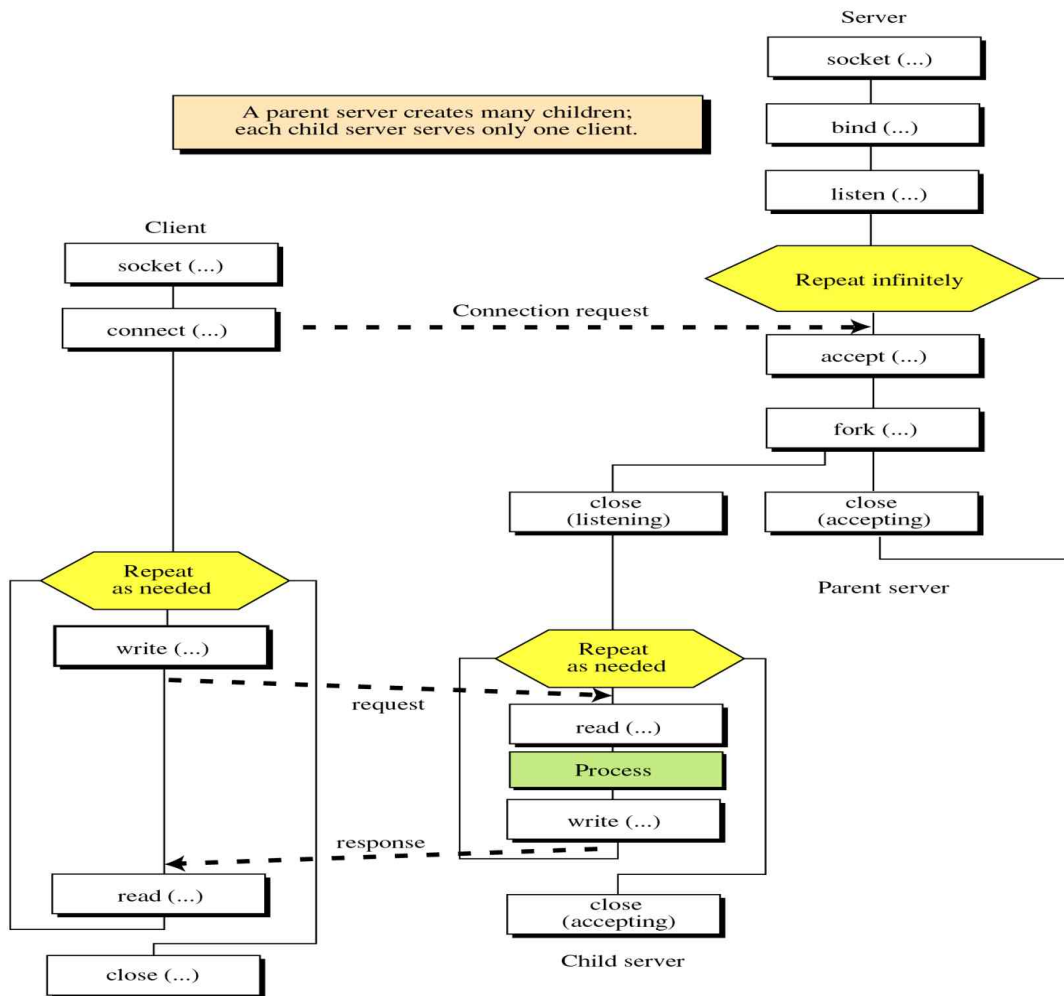 Server
socket (...)
A parent server creates many children;
each child server serves only one client.
bind (...)
listen (...)
Client
socket (...)
Repeat infinitely
Connection request
connect (...)
accept (...)
fork (...)
close
(listening)
close
(accepting)
Parent server
Repeat
as needed
write (...)
Repeat
as needed
request
read (...)
Process
write (...)
response
read (...)
close
(accepting)
Child server
close (...)